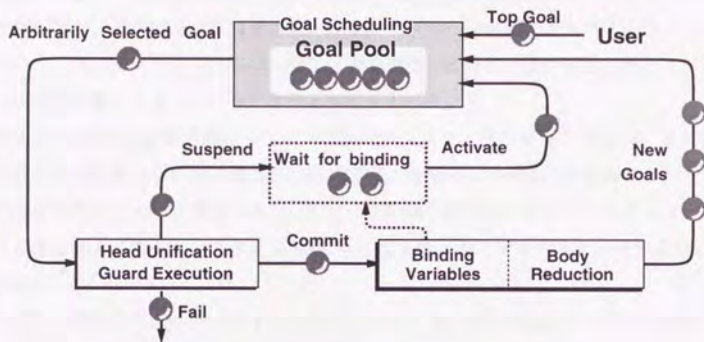 Goal Scheduling
Top Goal
User
Arbitrarily Selected Goal
Goal Pool
Suspend
Wait for binding
Activate
New
Goals
Head Unification
Guard Execution
Commit
Binding
Variables
Body
Reduction
Fail